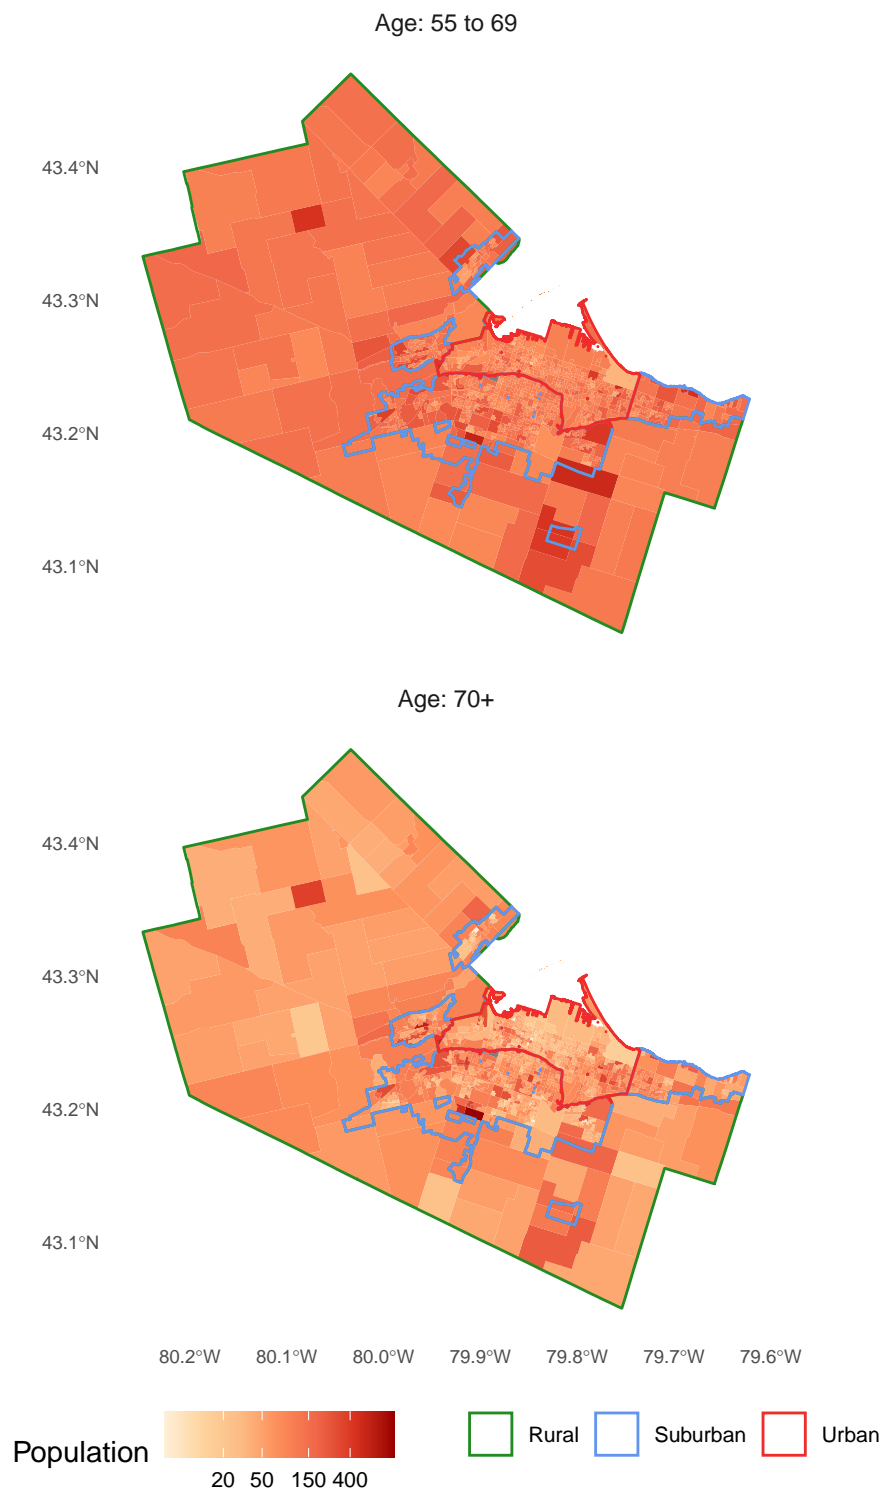 Age: 55 to 69
43.4°N
43.3°N
43.2°N
43.1°N
Age: 70+
43.4°N
43.3°N
43.2°N
43.1°N
80.2°W 80.1°W 80.0°W 79.9°W 79.8°W 79.7°W 79.6°W
Population
20 50 150 400
Rural Suburban Urban